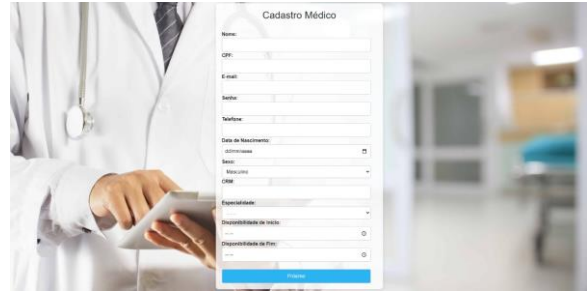 Cadastro Médico
Nome:
CPF:
E-mail:
Senha:
Telefone:
Data de Nascimento:
dd/mm/aaaa
Sexo:
Masculino
CRM:
Especialidade:
Disponibilidade de Início:
--:--
Disponibilidade de Fim:
--:--
Próximo